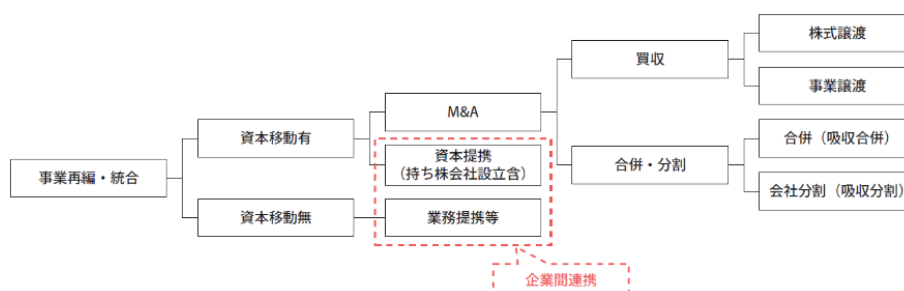 株式譲渡
買収
事業譲渡
M&A
資本移動有
合併（吸収合併）
資本提携
（持ち株会社設立含）
合併・分割
事業再編・統合
会社分割（吸収分割）
資本移動無
業務提携等
企業間連携